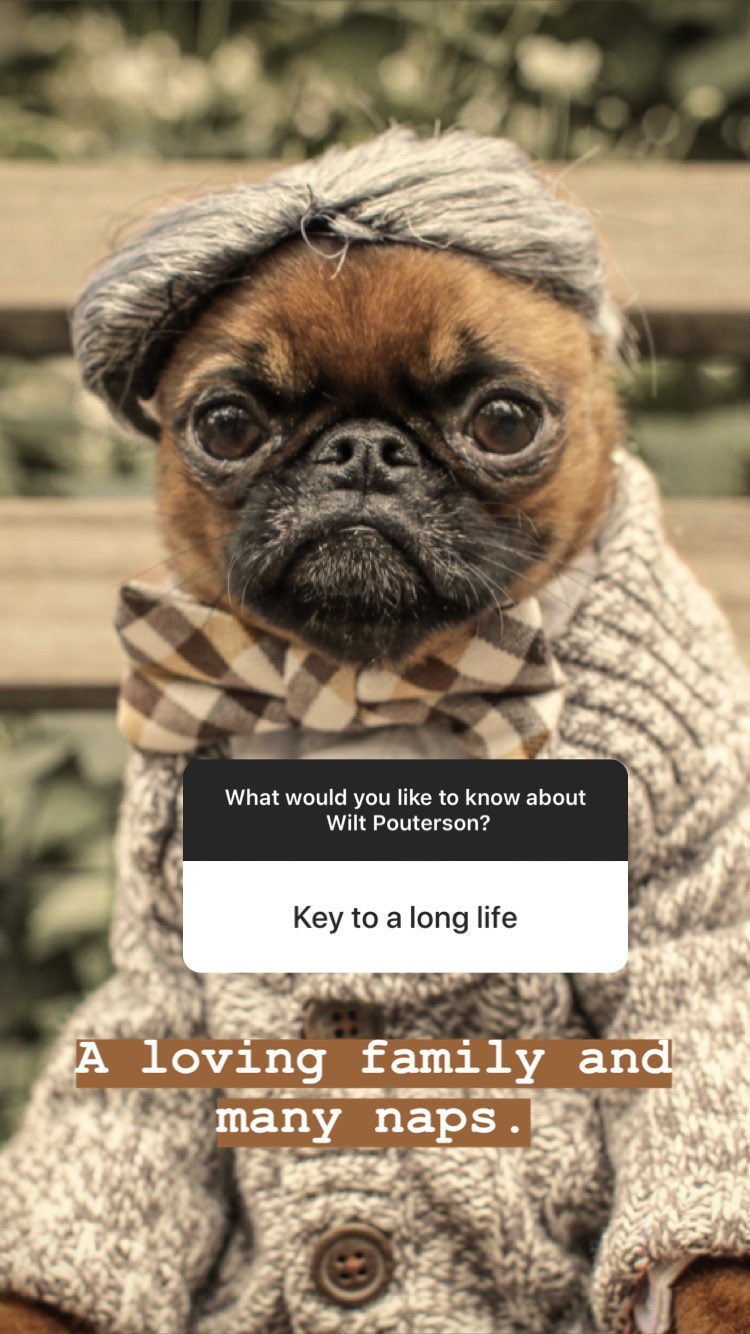 What would you like to know about
Wilt Pouterson?
Key to a long life
A loving family and
many naps.